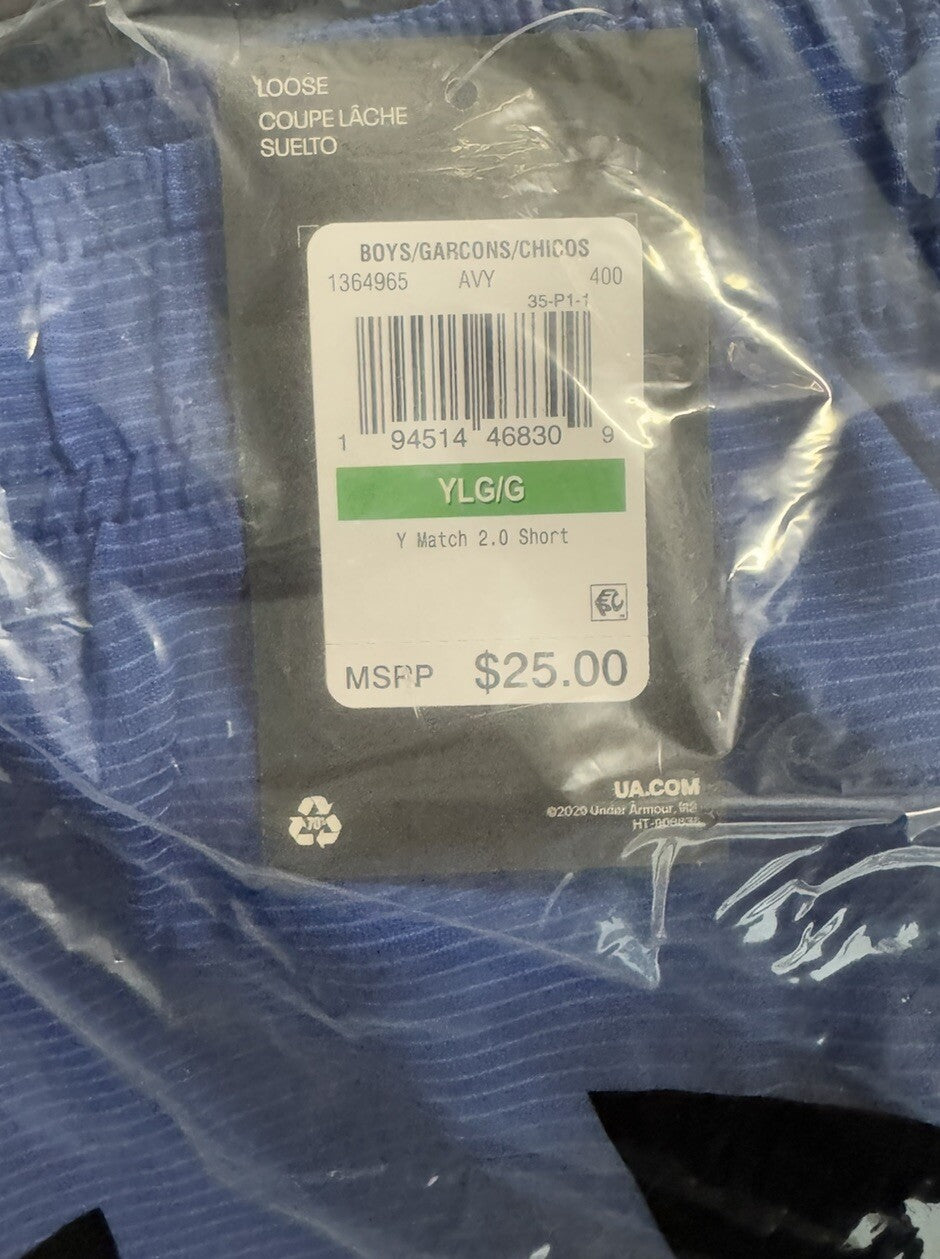 LOOSE
COUPE LÂCHE
SUELTO
BOYS/GARCONS/CHICOS
1364965 AVY 400
35-P1-1
1 94514 46830 9
YLG/G
Y Match 2.0 Short
MSRP $25.00
UA.COM
©2020 Under Armour, Inc.
70%